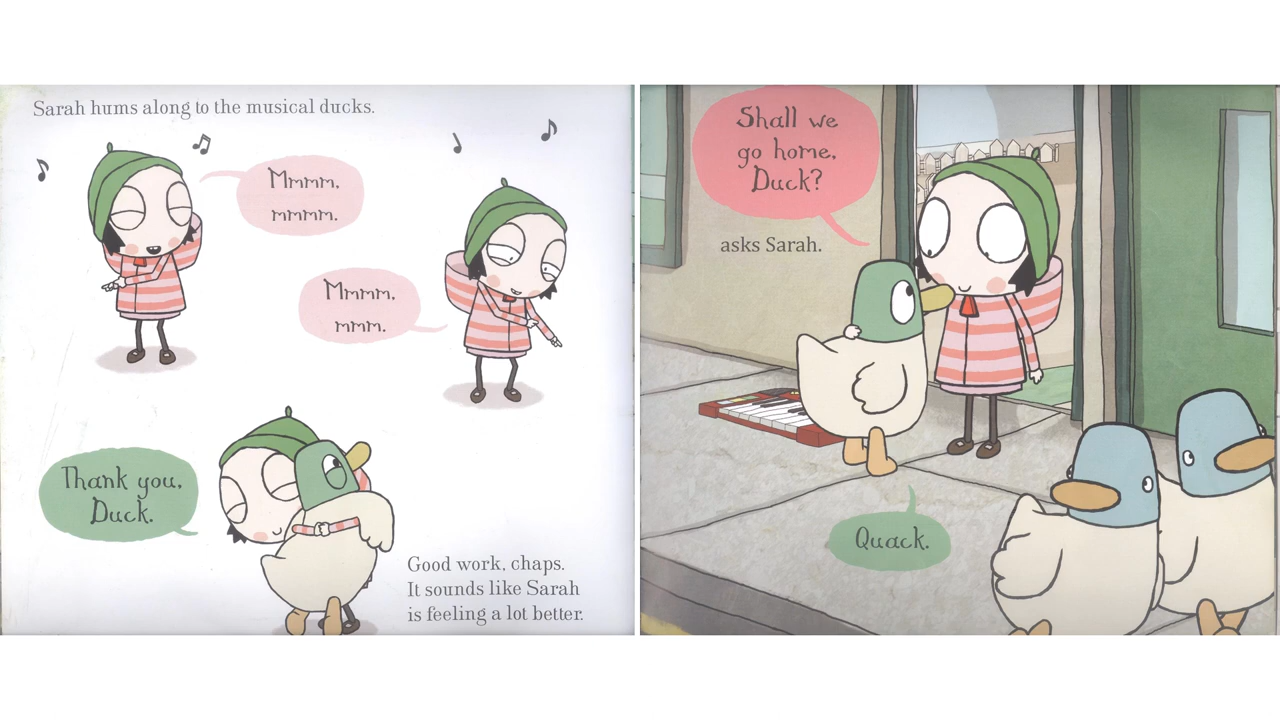 Sarah hums along to the musical ducks.
Mmmm,
mmmm.
Mmmm,
mmm.
Thank you,
Duck.
Good work, chaps.
It sounds like Sarah
is feeling a lot better.
Shall we
go home,
Duck?
asks Sarah.
Quack.